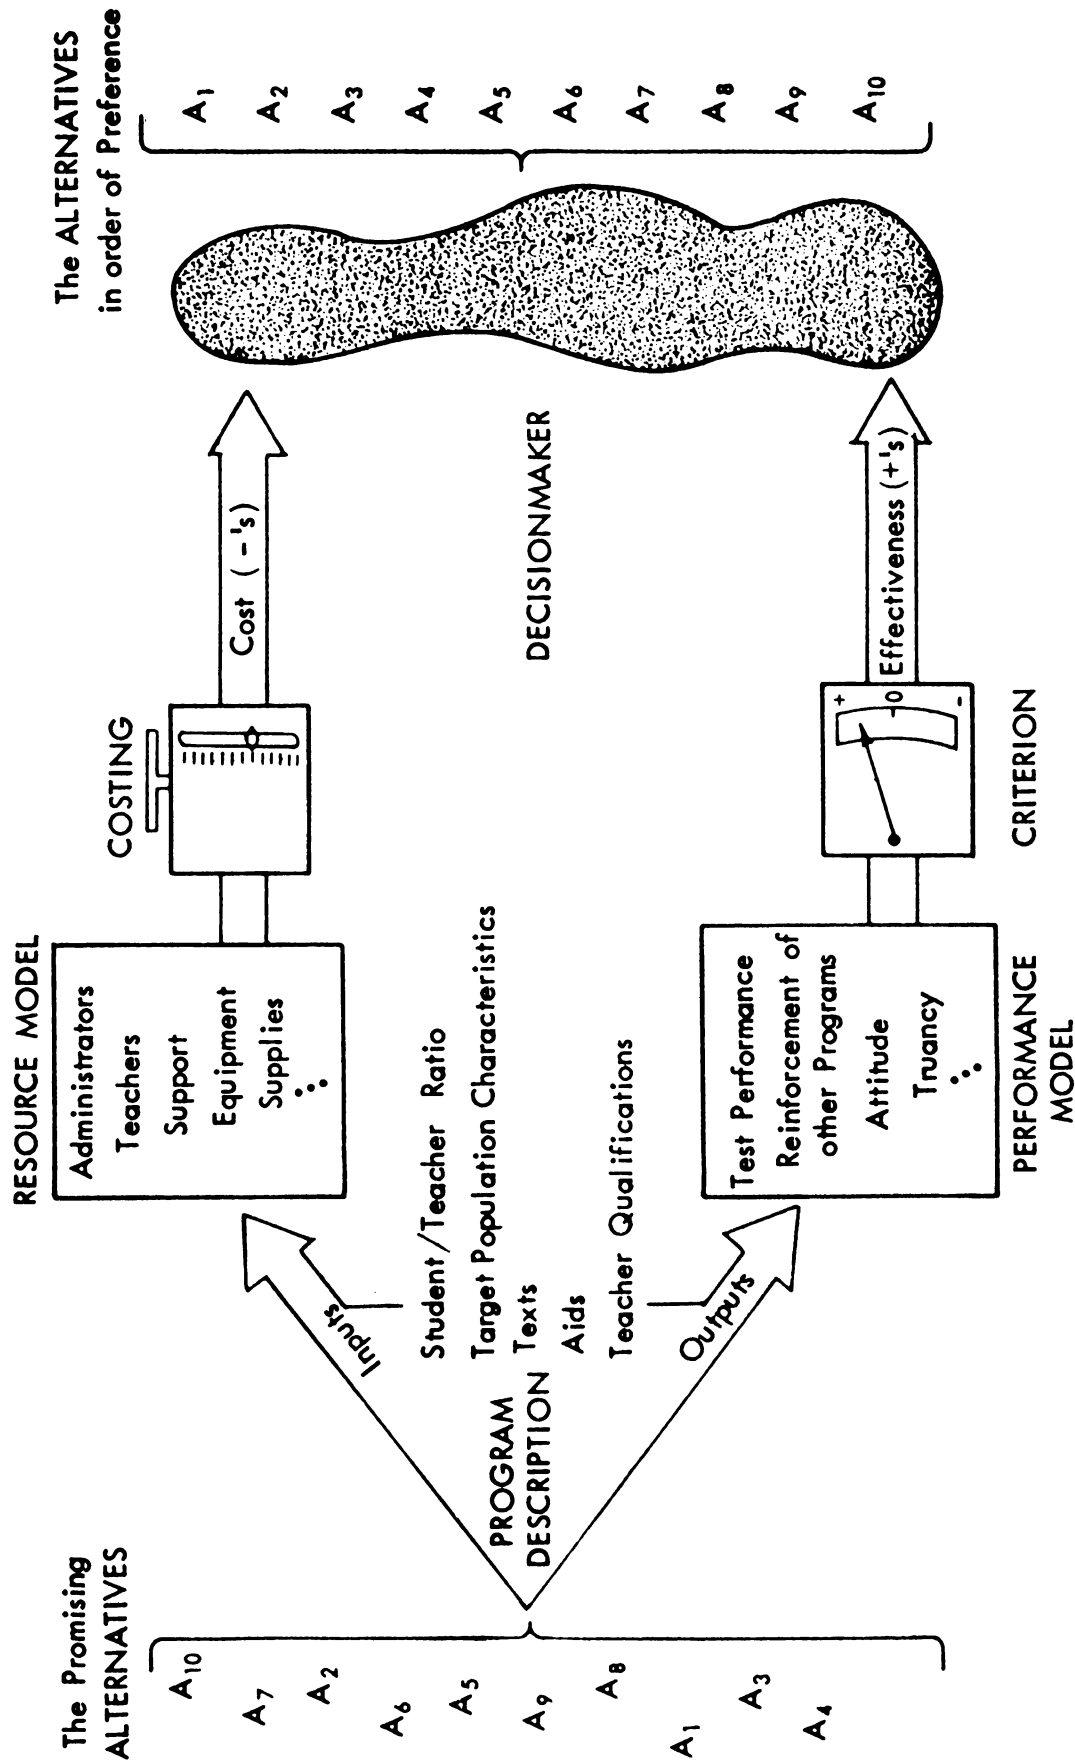 The Promising
ALTERNATIVES
A10
A7
A2
A6
A5
A9
A8
A1
A3
A4
PROGRAM
DESCRIPTION
Inputs
Student/Teacher Ratio
Target Population Characteristics
Texts
Aids
Teacher Qualifications
Outputs
RESOURCE MODEL
Administrators
Teachers
Support
Equipment
Supplies
...
Test Performance
Reinforcement of
other Programs
Attitude
Truancy
...
PERFORMANCE
MODEL
COSTING
Cost (-'s)
+
0
-
CRITERION
Effectiveness (+'s)
DECISIONMAKER
The ALTERNATIVES
in order of Preference
A1
A2
A3
A4
A5
A6
A7
A8
A9
A10